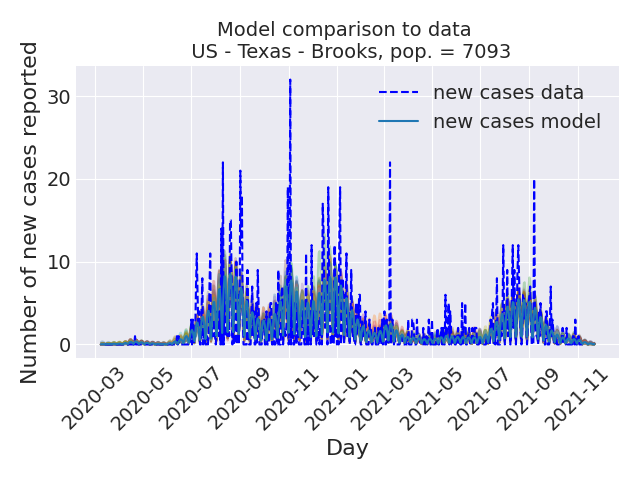 Model comparison to data
US - Texas - Brooks, pop. = 7093
Number of new cases reported
30
20
10
0
new cases data
new cases model
2020-03
2020-05
2020-07
2020-09
2020-11
2021-01
2021-03
2021-05
2021-07
2021-09
2021-11
Day